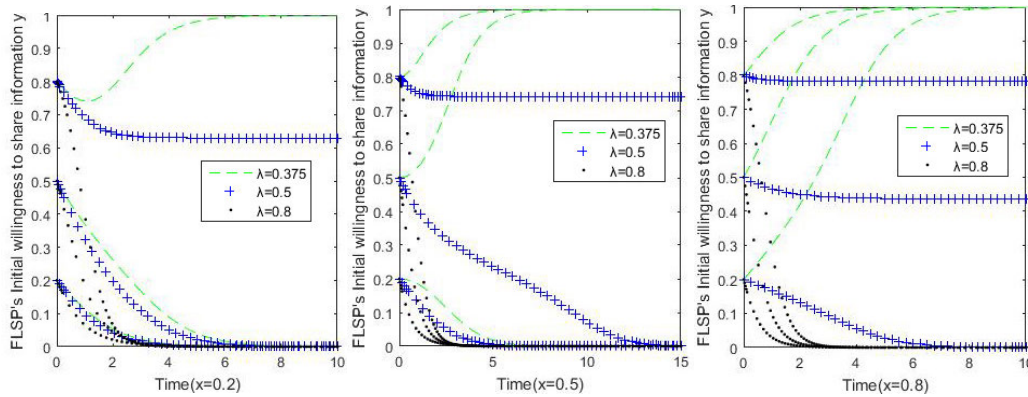 FLSP's Initial willingness to share information y
1
0.9
0.8
0.7
0.6
0.5
0.4
0.3
0.2
0.1
0
λ=0.375
λ=0.5
λ=0.8
0 2 4 6 8 10
Time(x=0.2)
FLSP's Initial willingness to share information y
1
0.9
0.8
0.7
0.6
0.5
0.4
0.3
0.2
0.1
0
λ=0.375
λ=0.5
λ=0.8
0 5 10 15
Time(x=0.5)
FLSP's Initial willingness to share information y
1
0.9
0.8
0.7
0.6
0.5
0.4
0.3
0.2
0.1
0
λ=0.375
λ=0.5
λ=0.8
0 2 4 6 8 10
Time(x=0.8)